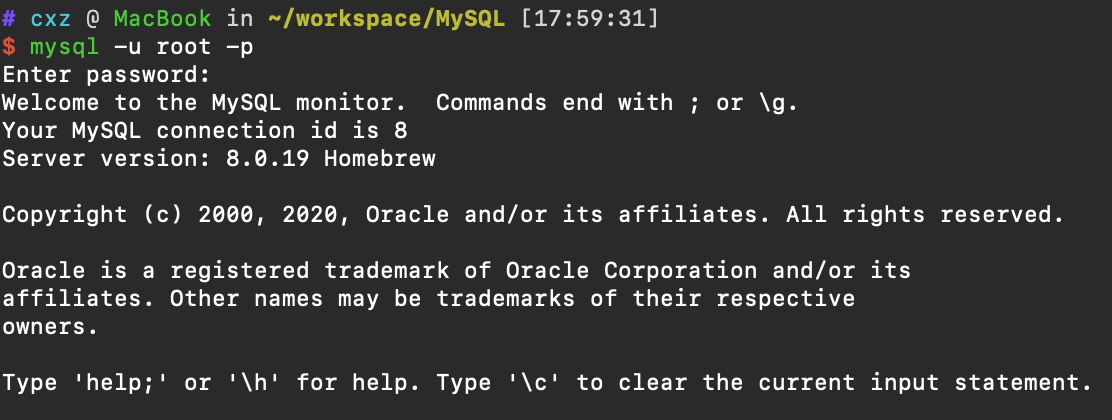 # cxz @ MacBook in ~/workspace/MySQL [17:59:31]
$ mysql -u root -p
Enter password:
Welcome to the MySQL monitor.  Commands end with ; or \g.
Your MySQL connection id is 8
Server version: 8.0.19 Homebrew
Copyright (c) 2000, 2020, Oracle and/or its affiliates. All rights reserved.
Oracle is a registered trademark of Oracle Corporation and/or its
affiliates. Other names may be trademarks of their respective
owners.
Type 'help;' or '\h' for help. Type '\c' to clear the current input statement.